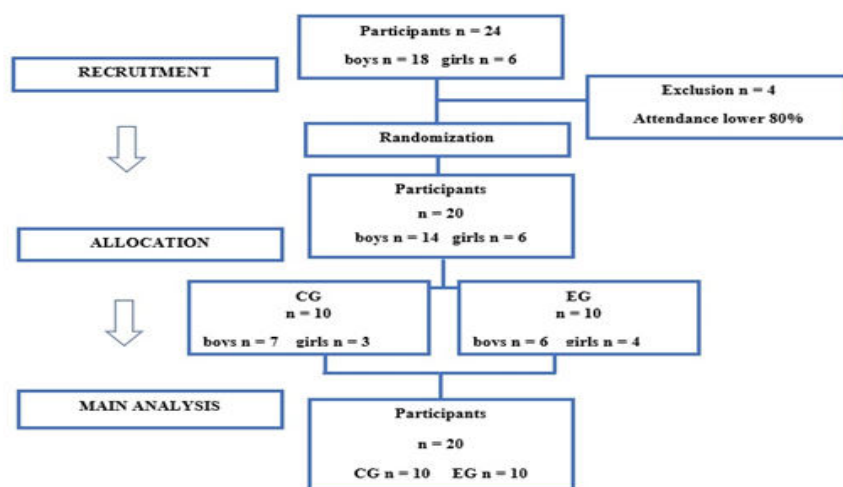 Participants n = 24
boys n = 18 girls n = 6
RECRUITMENT
Exclusion n = 4
Attendance lower 80%
Randomization
Participants
n = 20
boys n = 14 girls n = 6
ALLOCATION
CG
n = 10
boys n = 7 girls n = 3
EG
n = 10
boys n = 6 girls n = 4
MAIN ANALYSIS
Participants
n = 20
CG n = 10 EG n = 10